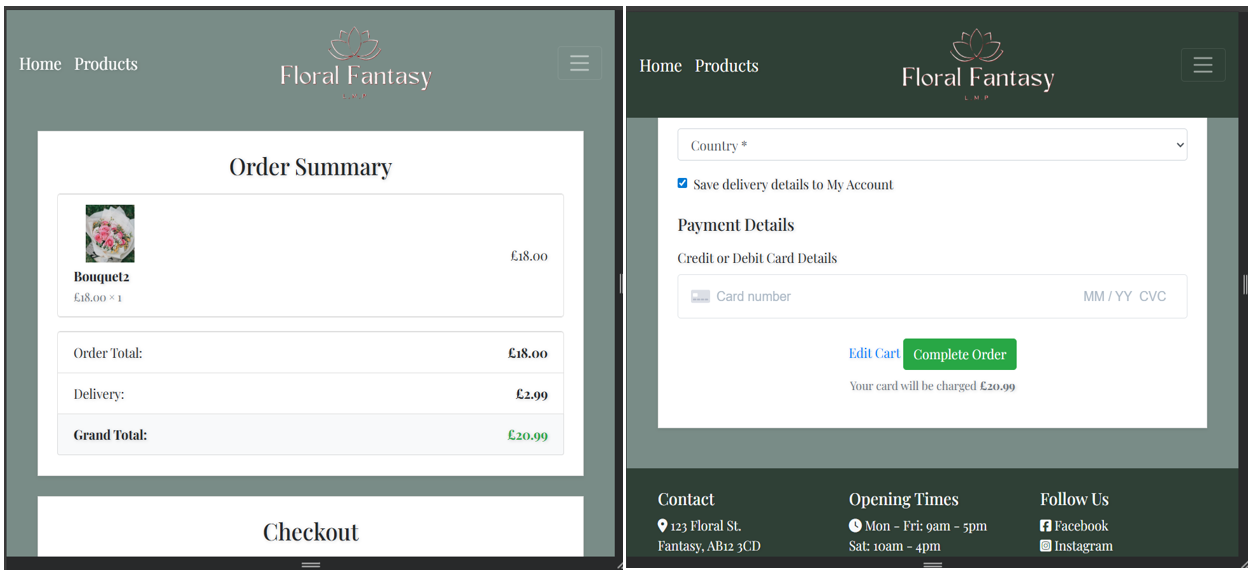 Home Products
Floral Fantasy
L M P
Order Summary
£18.00
Bouquet2
£18.00 × 1
Order Total: £18.00
Delivery: £2.99
Grand Total: £20.99
Checkout
Home Products
Floral Fantasy
L M P
Country *
Save delivery details to My Account
Payment Details
Credit or Debit Card Details
Card number MM / YY CVC
Edit Cart Complete Order
Your card will be charged £20.99
Contact
123 Floral St.
Fantasy, AB12 3CD
Opening Times
Mon - Fri: 9am - 5pm
Sat: 10am - 4pm
Follow Us
Facebook
Instagram